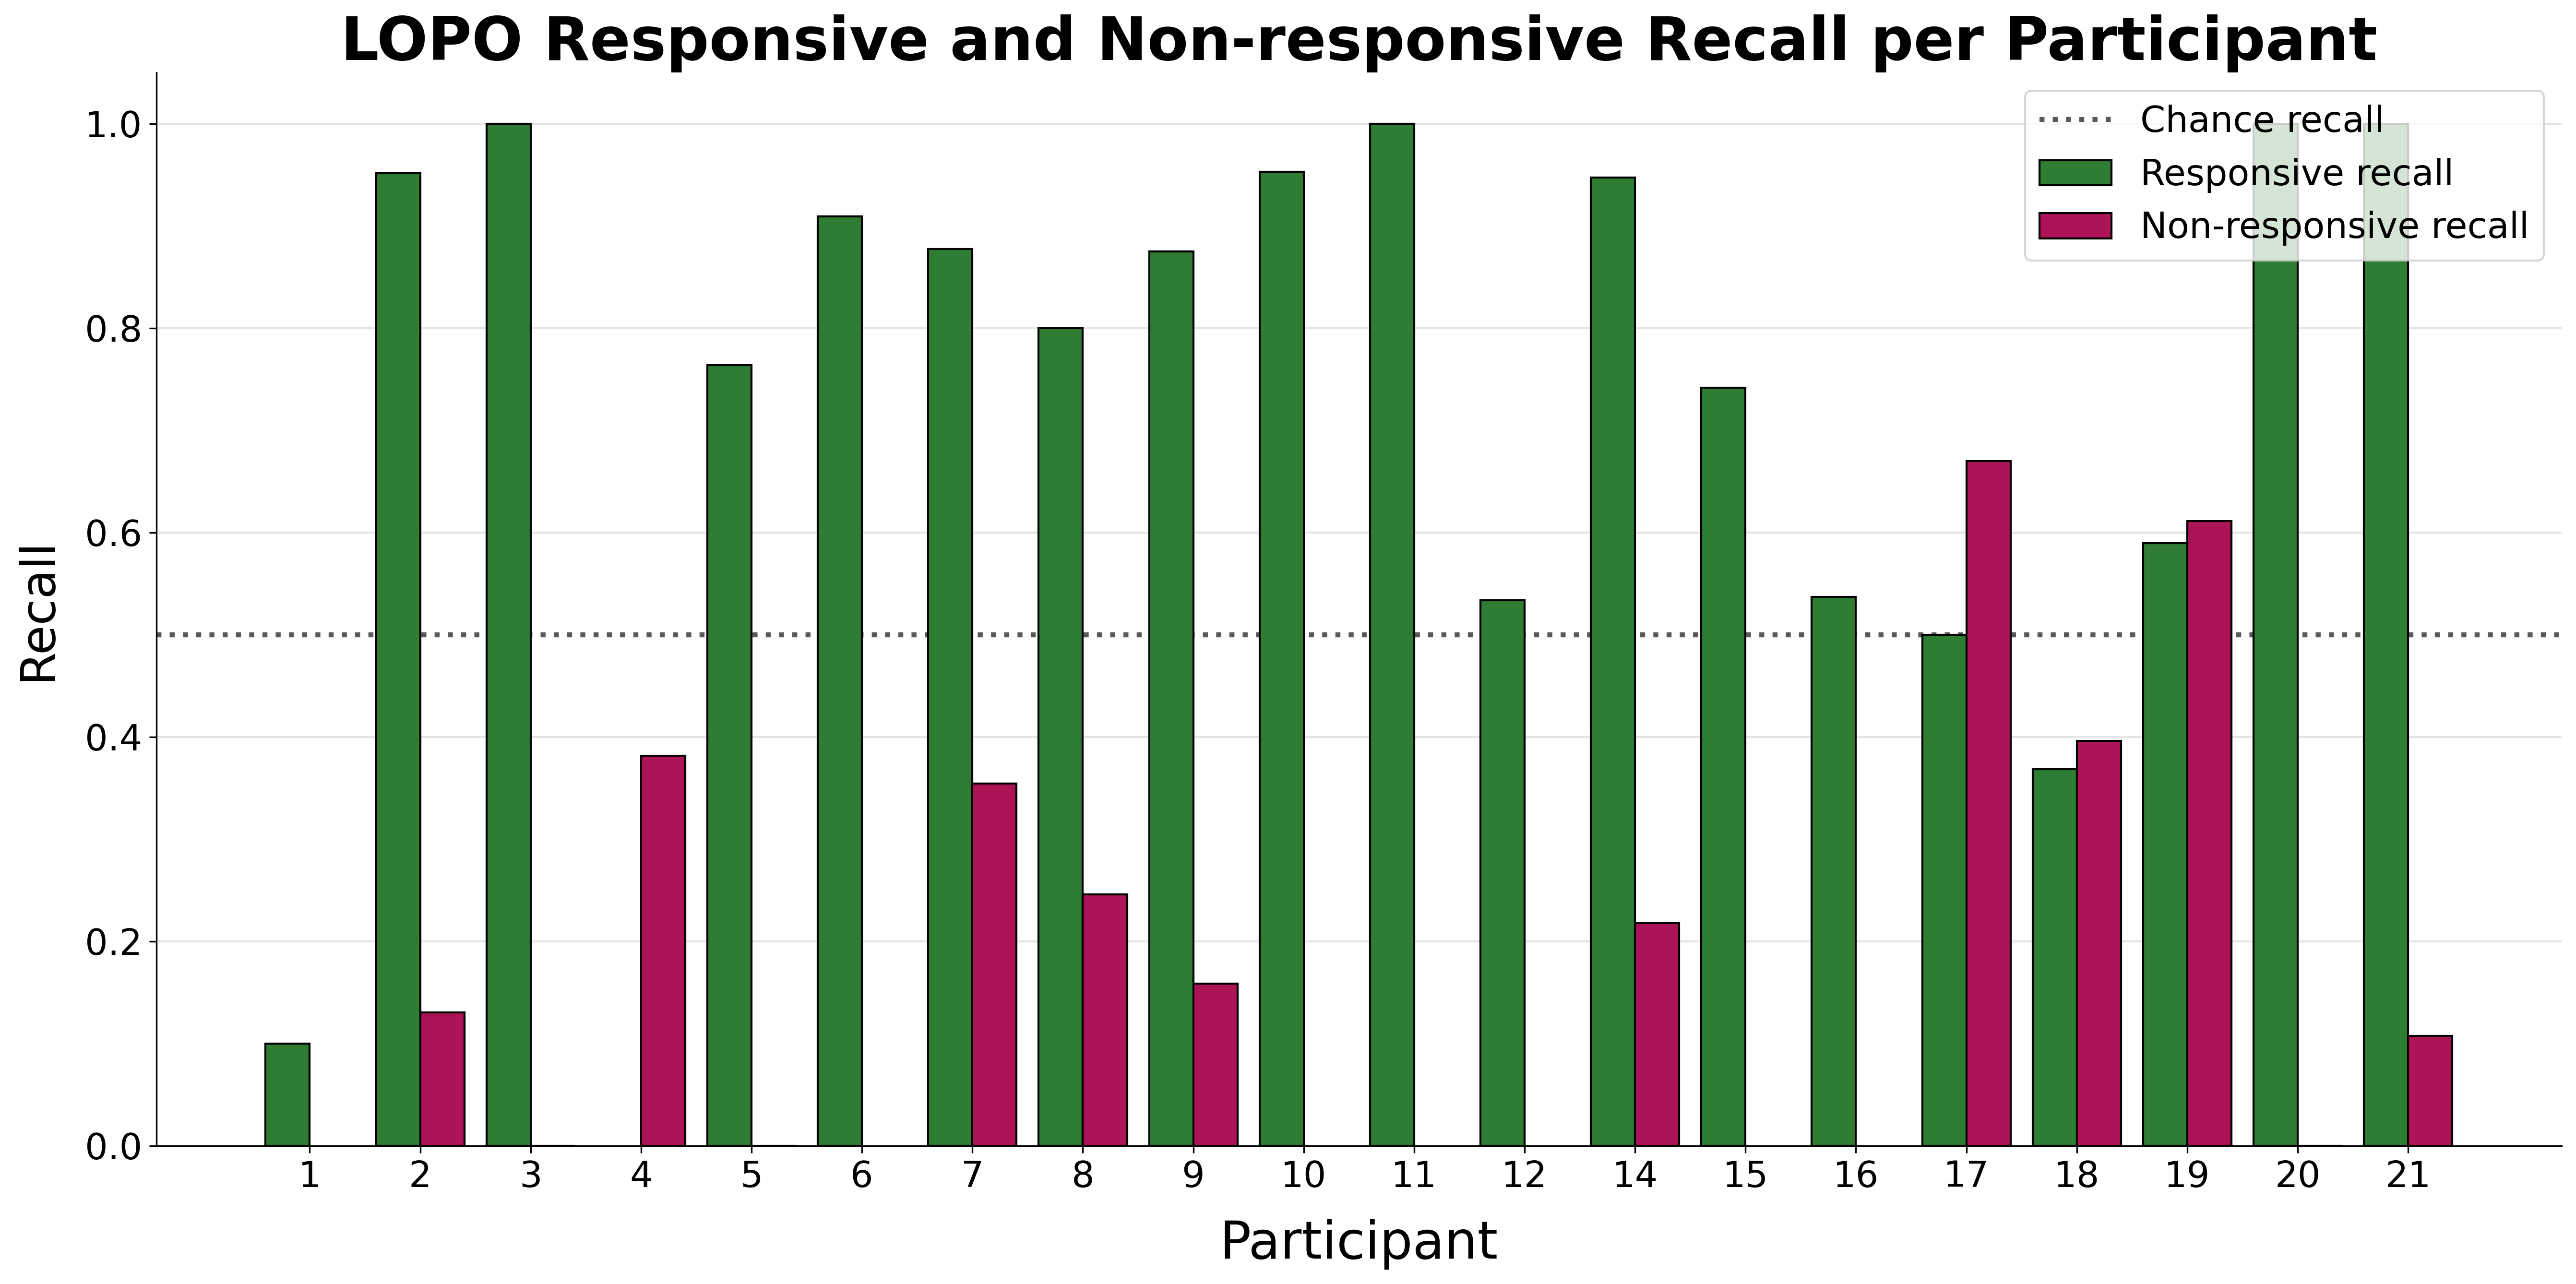 LOPO Responsive and Non-responsive Recall per Participant
Chance recall
Responsive recall
Non-responsive recall
1.0
0.8
0.6
0.4
0.2
0.0
Recall
1 2 3 4 5 6 7 8 9 10 11 12 14 15 16 17 18 19 20 21
Participant